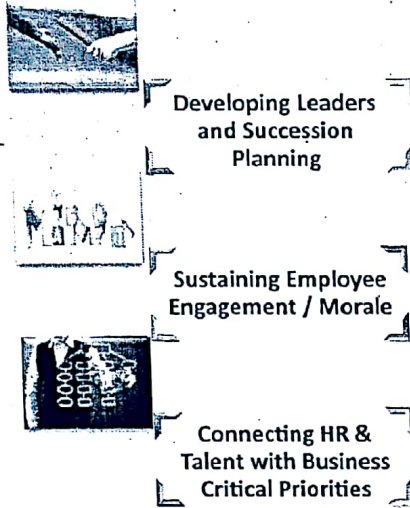 Developing Leaders
and Succession
Planning
Sustaining Employee
Engagement / Morale
Connecting HR &
Talent with Business
Critical Priorities